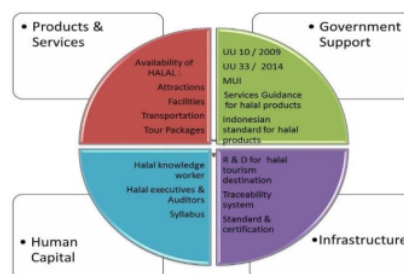 • Products & Services
• Government Support
Availability of HALAL :
Attractions
Facilities
Transportation
Tour Packages
UU 10 / 2009
UU 33 / 2014
MUI
Services Guidance
for halal products
Indonesian
standard for halal
products
Halal knowledge
worker
Halal executives &
Auditors
Syllabus
R & D for halal
tourism
destination
Traceability
system
Standard &
certification
• Human
Capital
•Infrastructure